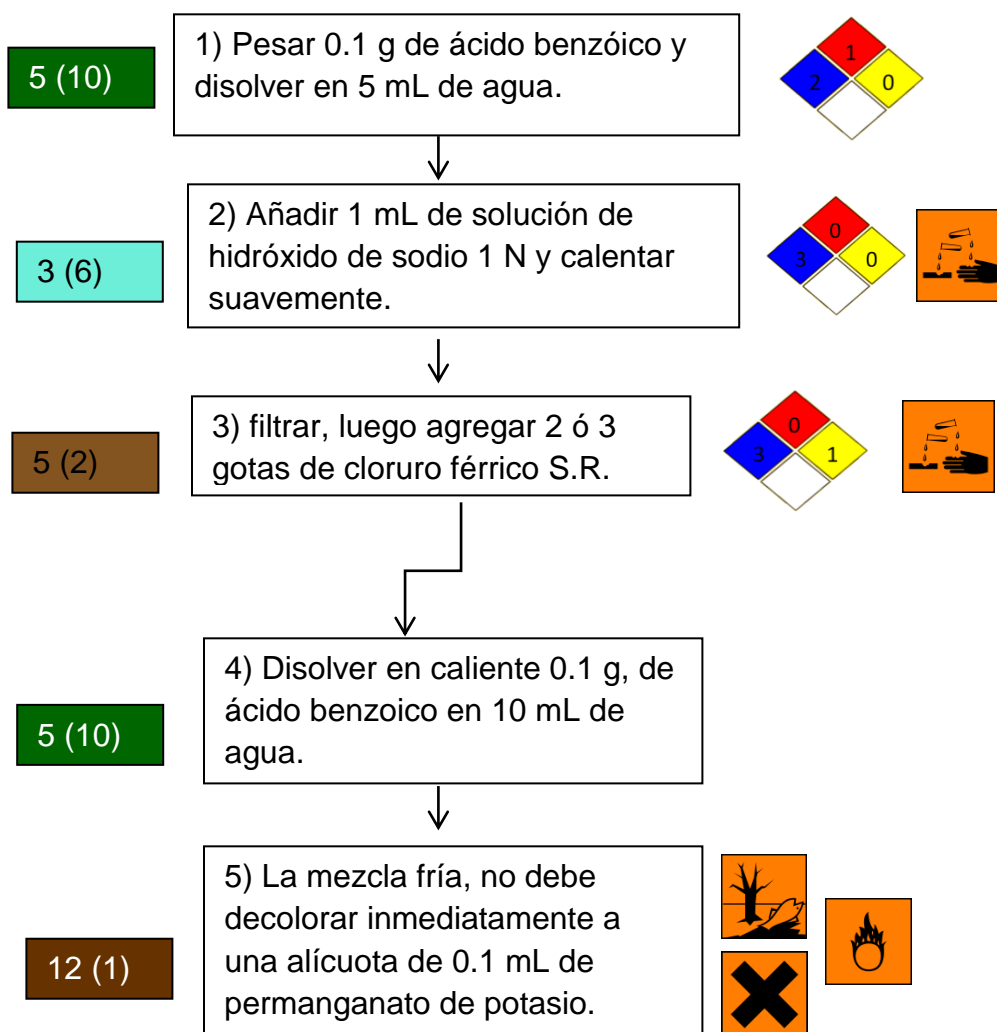 5 (10)
1) Pesar 0.1 g de ácido benzóico y
disolver en 5 mL de agua.
1
2
0
3 (6)
2) Añadir 1 mL de solución de
hidróxido de sodio 1 N y calentar
suavemente.
0
3
0
5 (2)
3) filtrar, luego agregar 2 ó 3
gotas de cloruro férrico S.R.
0
3
1
5 (10)
4) Disolver en caliente 0.1 g, de
ácido benzoico en 10 mL de
agua.
12 (1)
5) La mezcla fría, no debe
decolorar inmediatamente a
una alícuota de 0.1 mL de
permanganato de potasio.